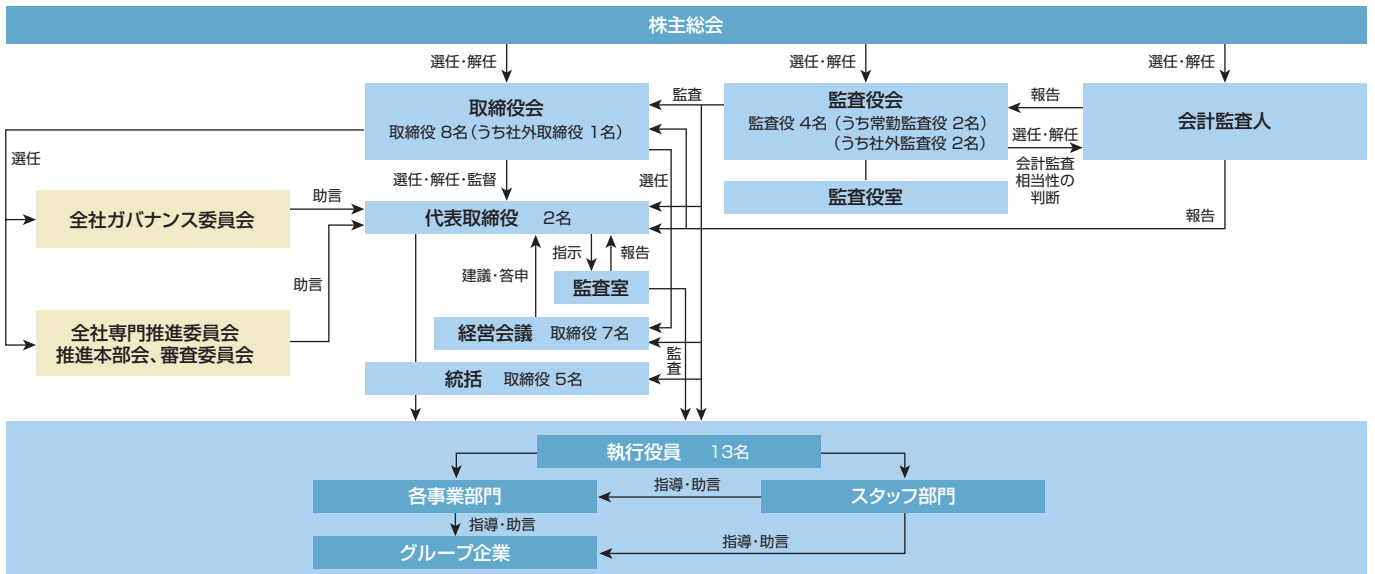 株主総会
選任・解任
選任・解任
選任・解任
取締役会
取締役 8名(うち社外取締役 1名)
監査
監査役会
監査役 4名 (うち常勤監査役 2名)
(うち社外監査役 2名)
報告
選任・解任
会計監査
相当性の
判断
会計監査人
選任
選任・解任・監督
選任
監査役室
全社ガバナンス委員会
助言
代表取締役 2名
報告
指示
報告
建議・答申
監査室
助言
全社専門推進委員会
推進本部会、審査委員会
経営会議 取締役 7名
監
査
統括 取締役 5名
執行役員 13名
各事業部門
指導・助言
スタッフ部門
指導・助言
グループ企業
指導・助言